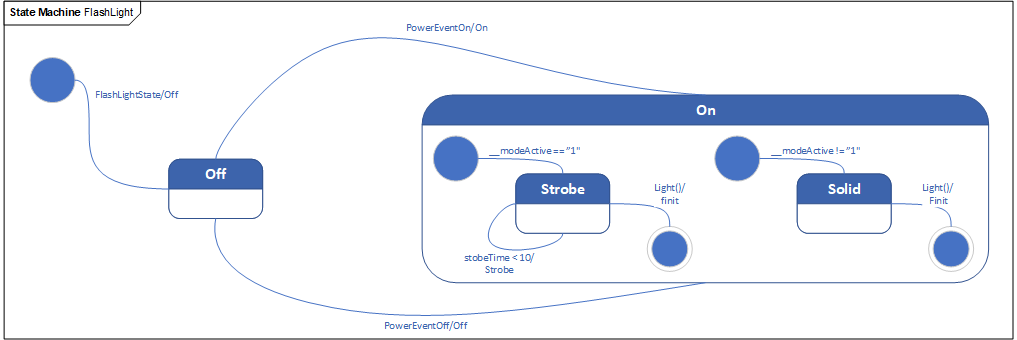 State Machine FlashLight
PowerEventOn/On
FlashLightState/Off
On
__modeActive == "1"
__modeActive != "1"
Off
Strobe
Light()/
finit
Solid
Light()/
Finit
stobeTime < 10/
Strobe
PowerEventOff/Off